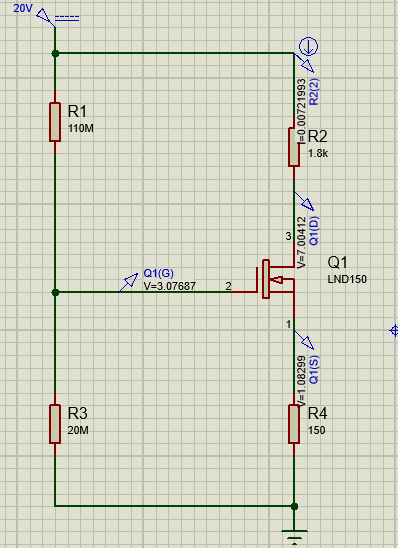 20V
R1
110M
R2(2)
I=0.00721993
R2
1.8k
Q1(D)
V=7.00412
3
Q1
LND150
Q1(G)
V=3.07687
2
1
Q1(S)
V=1.08299
R3
20M
R4
150